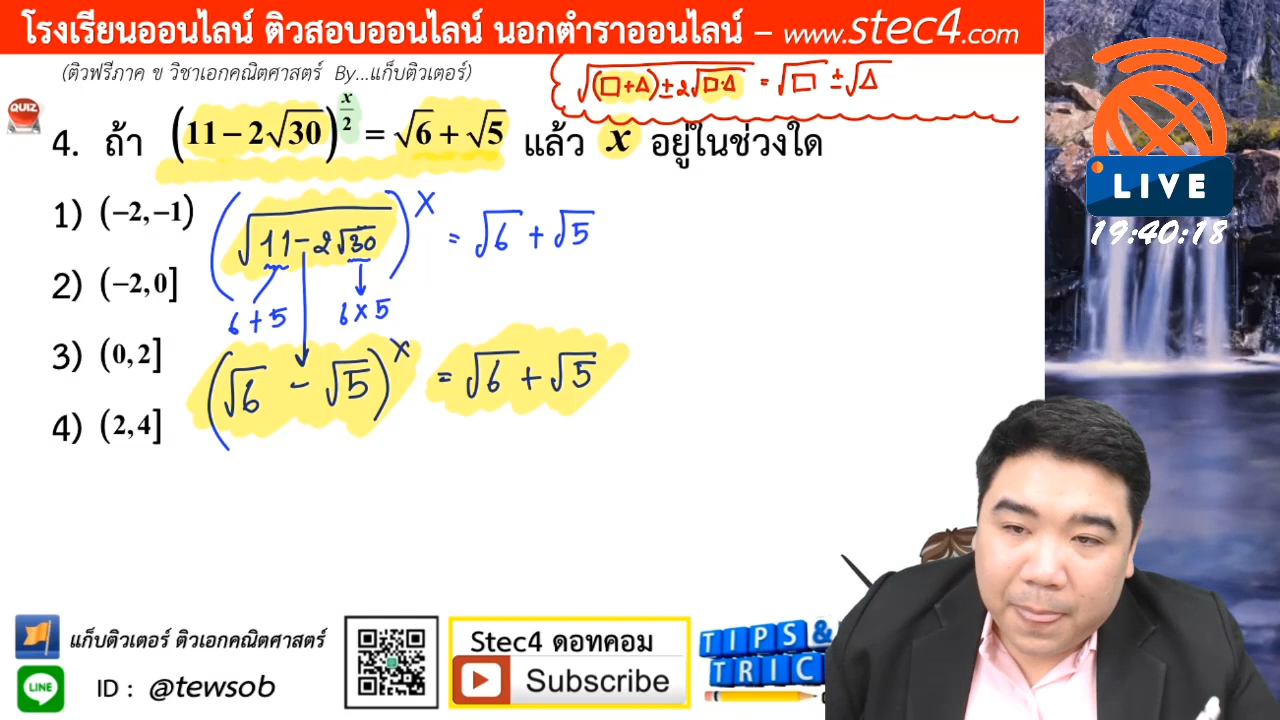 โรงเรียนออนไลน์ ติวสอบออนไลน์ นอกตำราออนไลน์ – www.stec4.com
(ติวฟรีภาค ข วิชาเอกคณิตศาสตร์ By...แก็บติวเตอร์)
√((□+Δ)±2√(□·Δ)) = √□ ± √Δ
QUIZ
4. ถ้า (11−2√30)^(x/2) = √6+√5 แล้ว x อยู่ในช่วงใด
1) (−2,−1)
(√(11−2√30))^x = √6 + √5
2) (−2,0]
6+5 6×5
3) (0,2]
(√6 − √5)^x = √6 + √5
4) (2,4]
LIVE
19:40:18
แก็บติวเตอร์ ติวเอกคณิตศาสตร์
LINE
ID : @tewsob
Stec4 ดอทคอม
Subscribe
TIPS &
TRIC